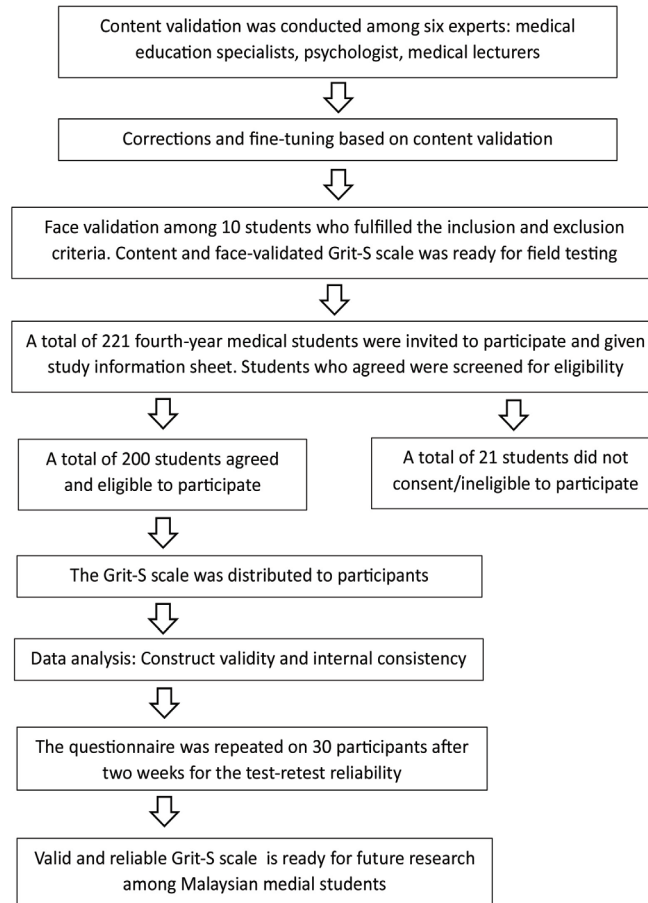 Content validation was conducted among six experts: medical
education specialists, psychologist, medical lecturers
Corrections and fine-tuning based on content validation
Face validation among 10 students who fulfilled the inclusion and exclusion
criteria. Content and face-validated Grit-S scale was ready for field testing
A total of 221 fourth-year medical students were invited to participate and given
study information sheet. Students who agreed were screened for eligibility
A total of 200 students agreed
and eligible to participate
A total of 21 students did not
consent/ineligible to participate
The Grit-S scale was distributed to participants
Data analysis: Construct validity and internal consistency
The questionnaire was repeated on 30 participants after
two weeks for the test-retest reliability
Valid and reliable Grit-S scale is ready for future research
among Malaysian medial students